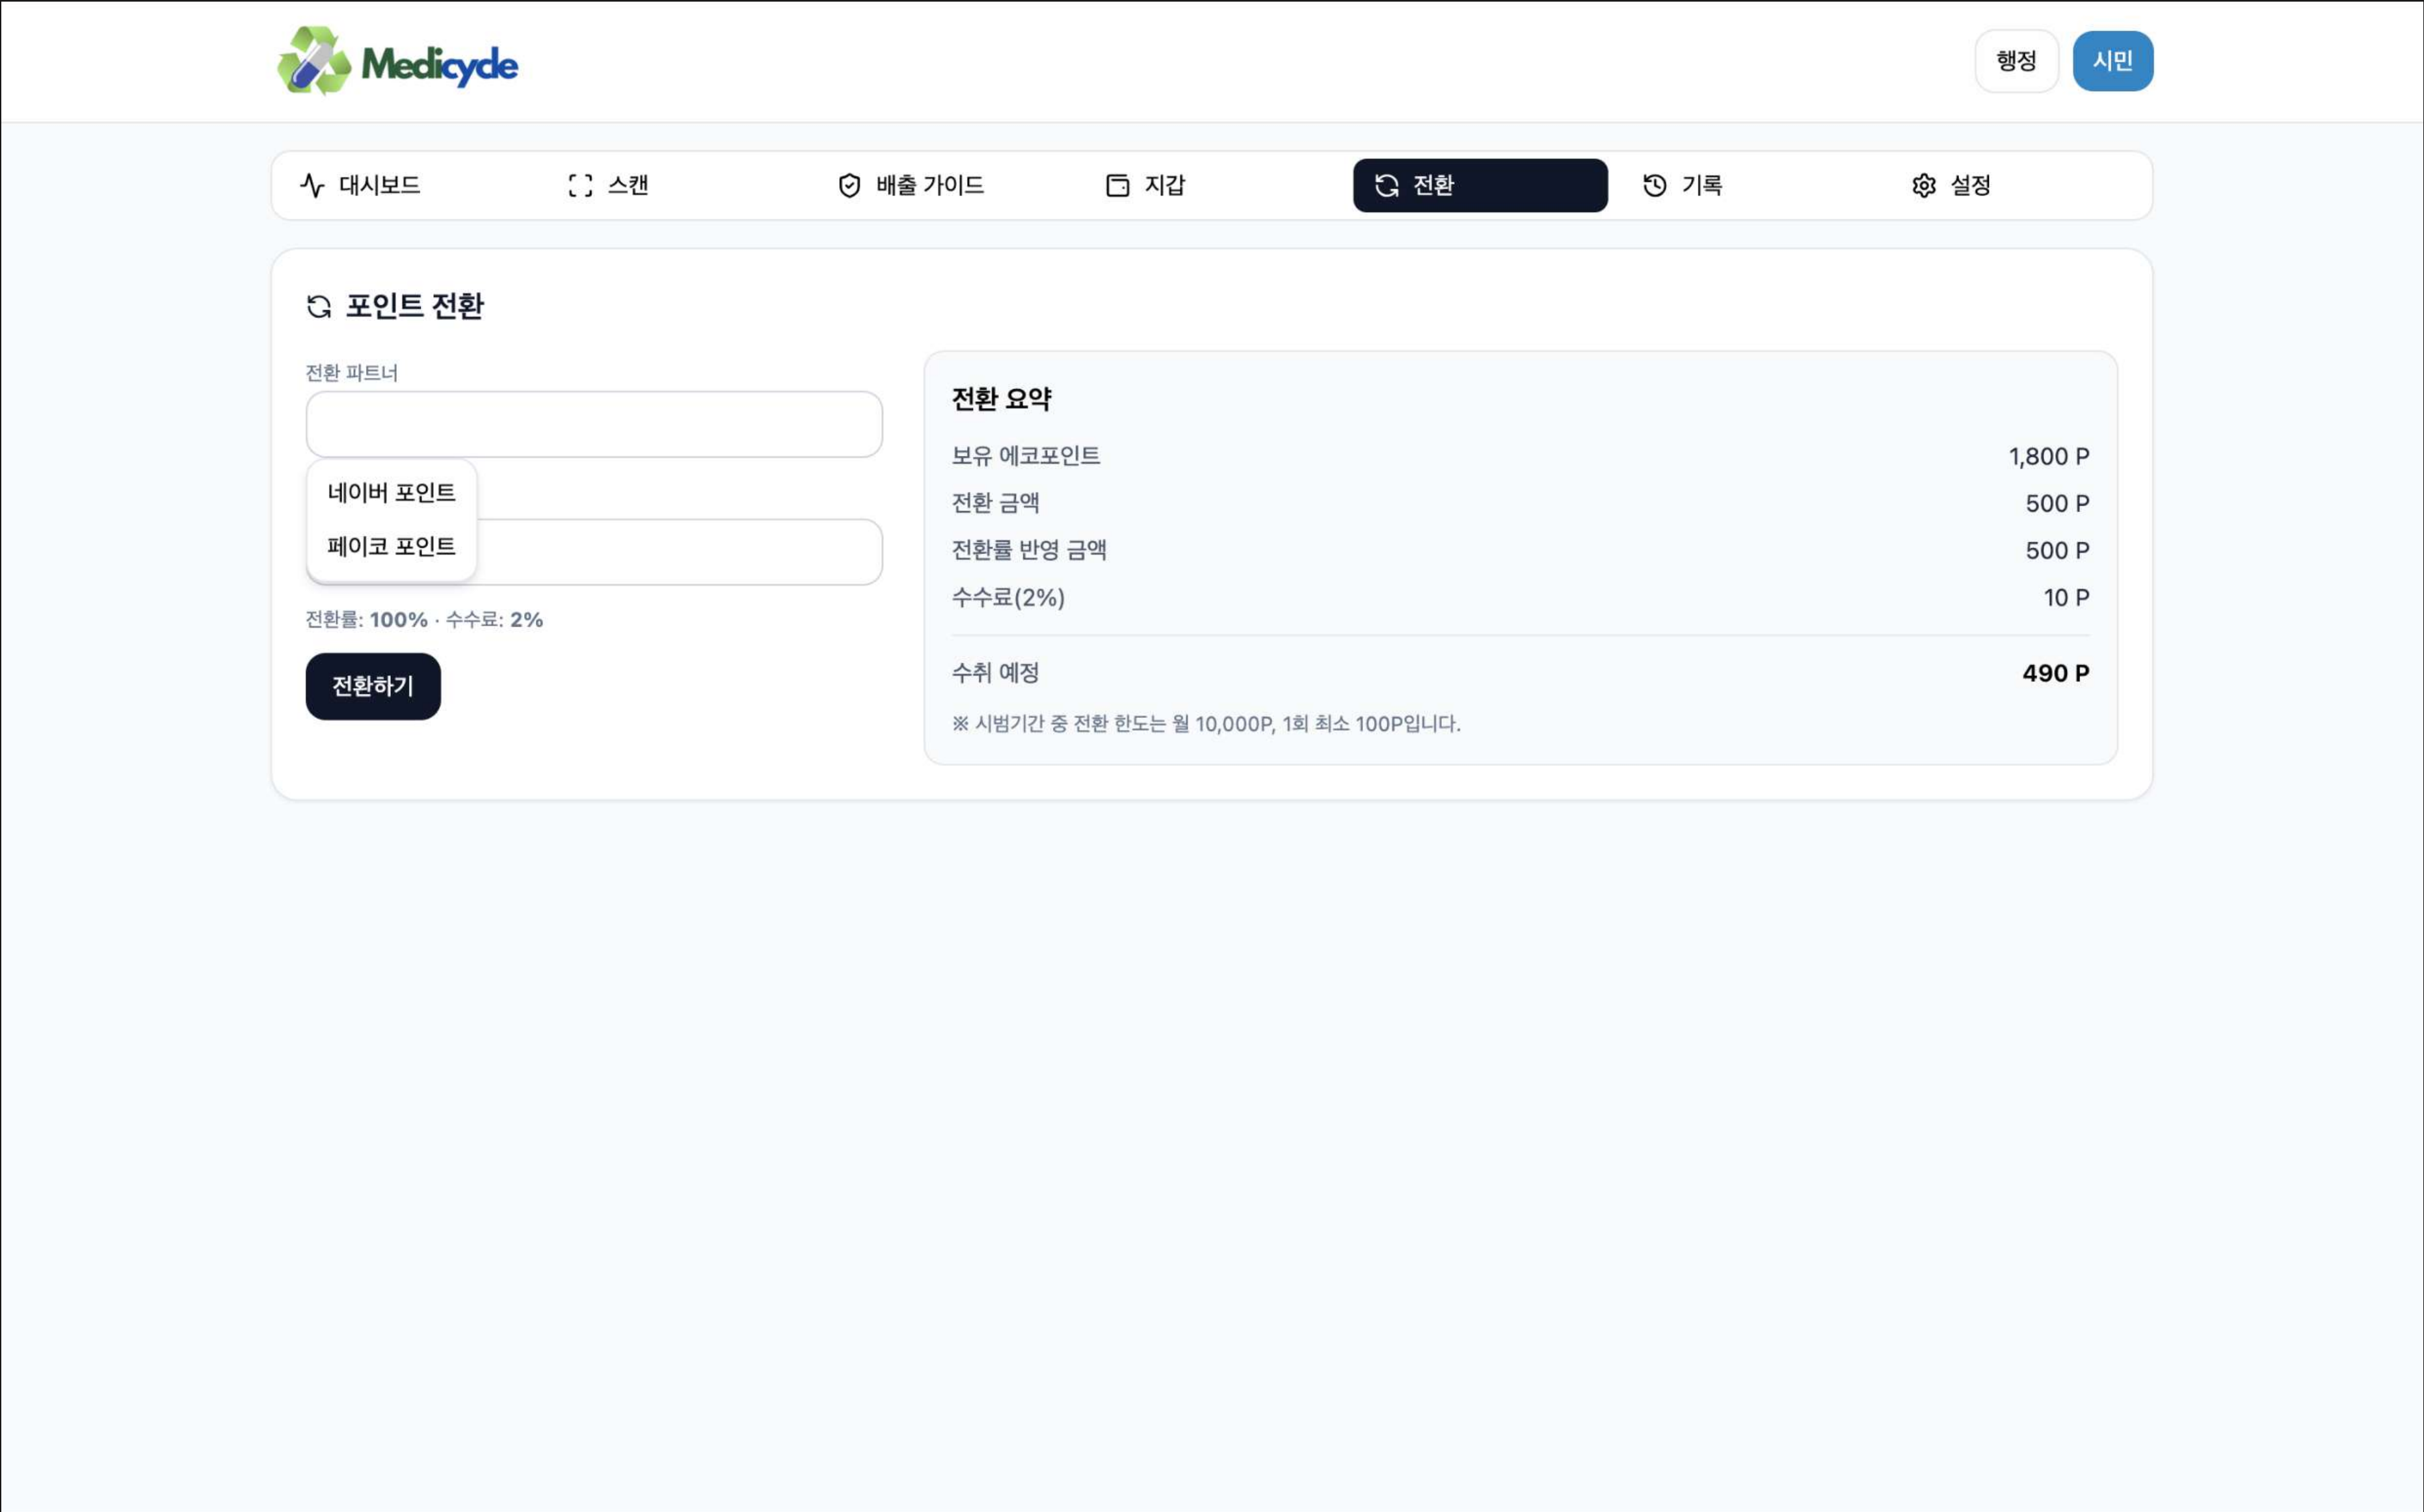 Medicycle
행정
시민
대시보드
스캔
배출 가이드
지갑
전환
기록
설정
포인트 전환
전환 파트너
네이버 포인트
페이코 포인트
전환률: 100% · 수수료: 2%
전환하기
전환 요약
보유 에코포인트 1,800 P
전환 금액 500 P
전환률 반영 금액 500 P
수수료(2%) 10 P
수취 예정 490 P
※ 시범기간 중 전환 한도는 월 10,000P, 1회 최소 100P입니다.